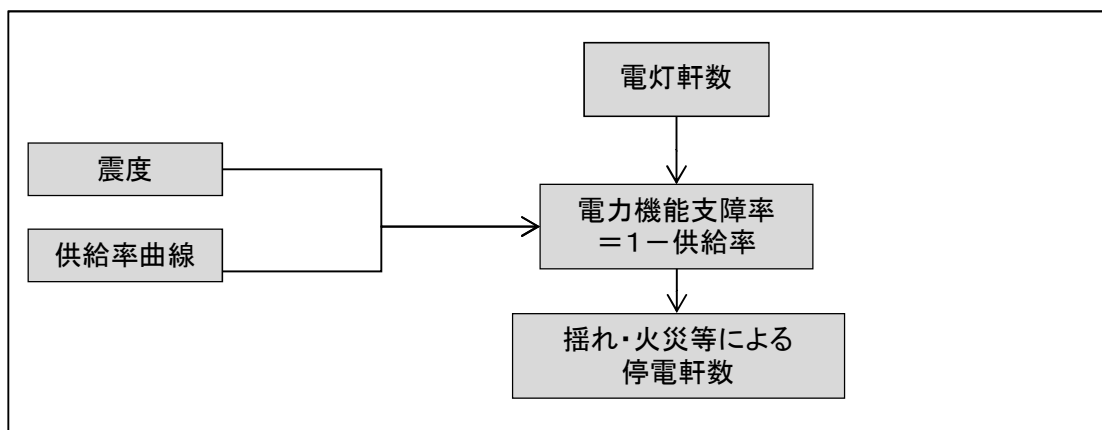 電灯軒数
震度
供給率曲線
電力機能支障率
＝１－供給率
揺れ・火災等による
停電軒数